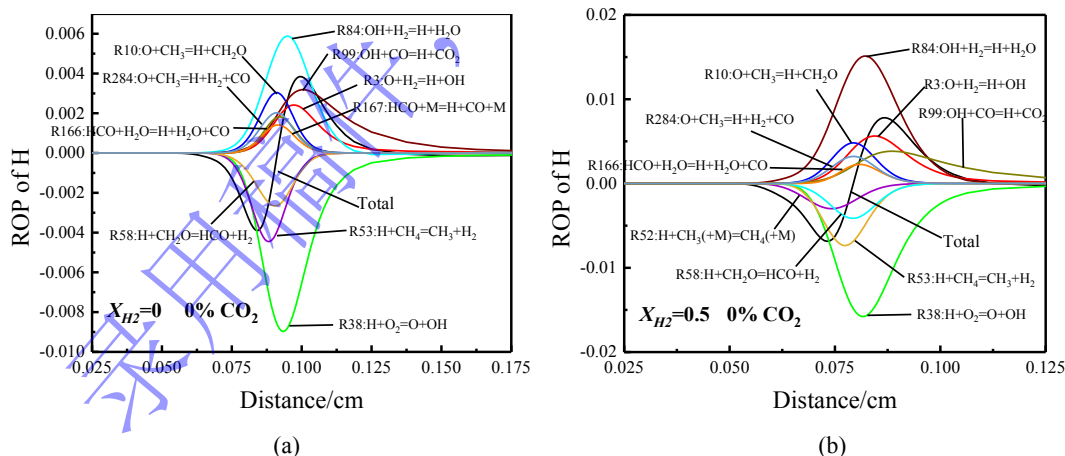 0.006
0.004
0.002
0.000
-0.002
-0.004
-0.006
-0.008
-0.010
ROP of H
R84:OH+H₂=H+H₂O
R10:O+CH₃=H+CH₂O
R99:OH+CO=H+CO₂
R284:O+CH₃=H+H₂+CO
R3:O+H₂=H+OH
R167:HCO+M=H+CO+M
R166:HCO+H₂O=H+H₂O+CO
Total
R58:H+CH₂O=HCO+H₂
R53:H+CH₄=CH₃+H₂
R38:H+O₂=O+OH
X_H2=0 0% CO₂
0.025 0.050 0.075 0.100 0.125 0.150 0.175
Distance/cm
(a)
0.02
0.01
0.00
-0.01
-0.02
ROP of H
R84:OH+H₂=H+H₂O
R10:O+CH₃=H+CH₂O
R3:O+H₂=H+OH
R284:O+CH₃=H+H₂+CO
R99:OH+CO=H+CO₂
R166:HCO+H₂O=H+H₂O+CO
Total
R52:H+CH₃(+M)=CH₄(+M)
R58:H+CH₂O=HCO+H₂
R53:H+CH₄=CH₃+H₂
R38:H+O₂=O+OH
X_H2=0.5 0% CO₂
0.025 0.050 0.075 0.100 0.125
Distance/cm
(b)